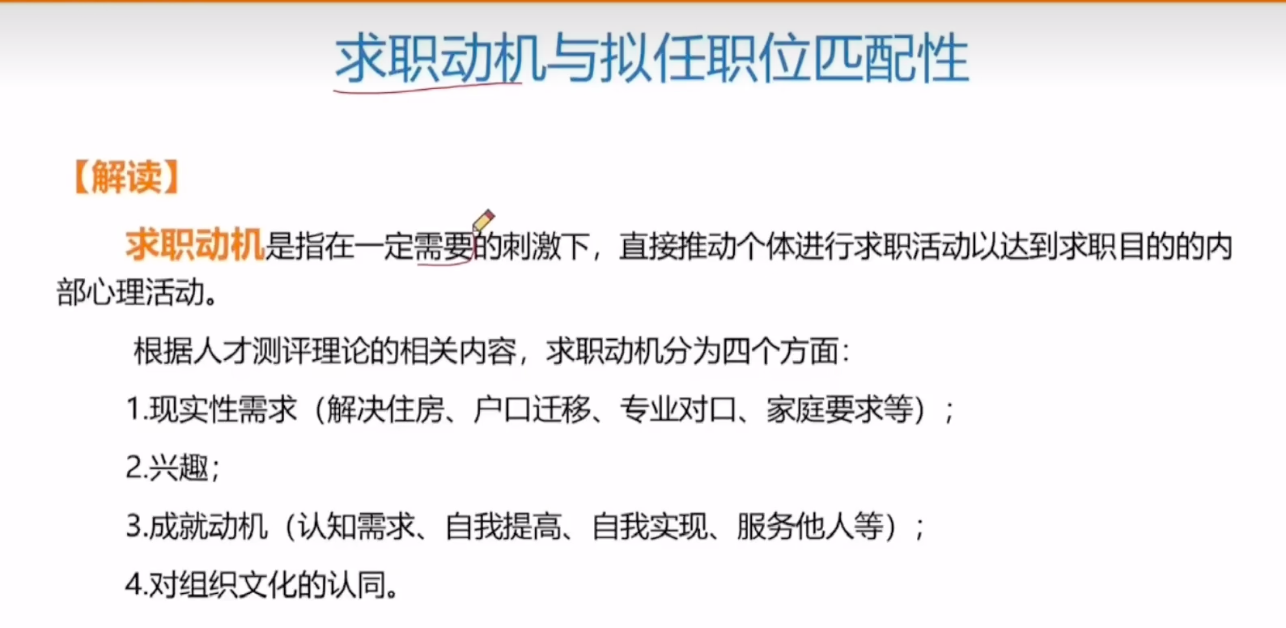 求职动机与拟任职位匹配性
【解读】
求职动机是指在一定需要的刺激下，直接推动个体进行求职活动以达到求职目的的内
部心理活动。
根据人才测评理论的相关内容，求职动机分为四个方面：
1.现实性需求（解决住房、户口迁移、专业对口、家庭要求等）；
2.兴趣；
3.成就动机（认知需求、自我提高、自我实现、服务他人等）；
4.对组织文化的认同。